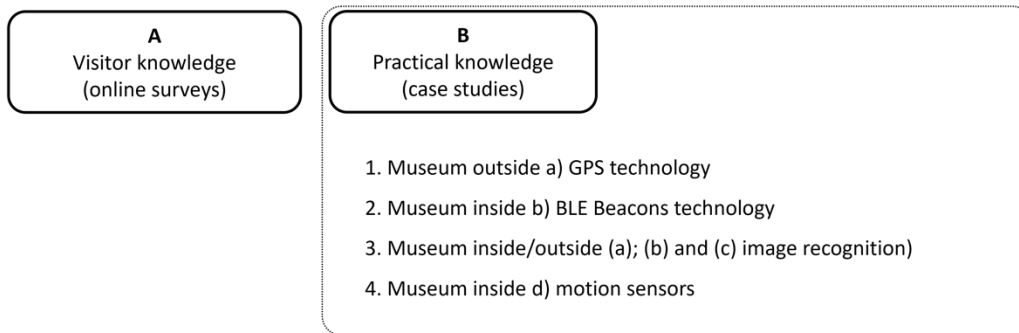 A
Visitor knowledge
(online surveys)
B
Practical knowledge
(case studies)
1. Museum outside a) GPS technology
2. Museum inside b) BLE Beacons technology
3. Museum inside/outside (a); (b) and (c) image recognition)
4. Museum inside d) motion sensors